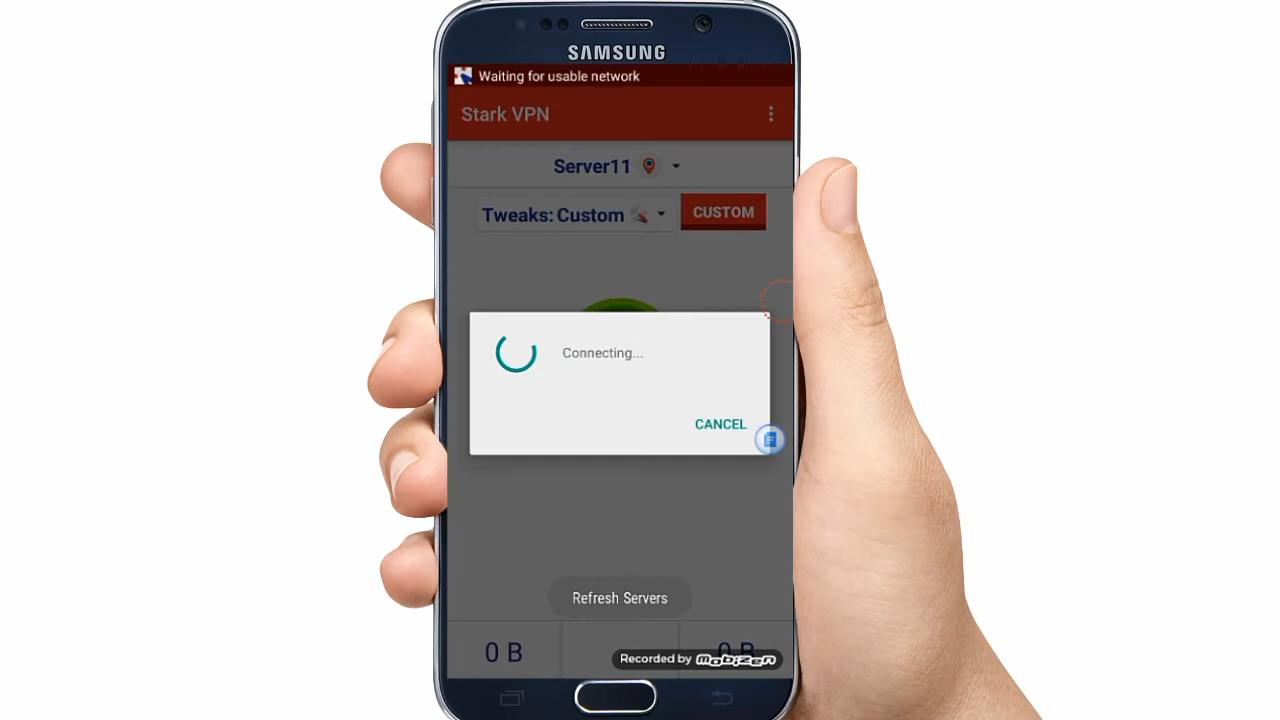 SAMSUNG
Waiting for usable network
Stark VPN
Server11
Tweaks: Custom
CUSTOM
Connecting...
CANCEL
Refresh Servers
0 B
0 B
Recorded by mobizen